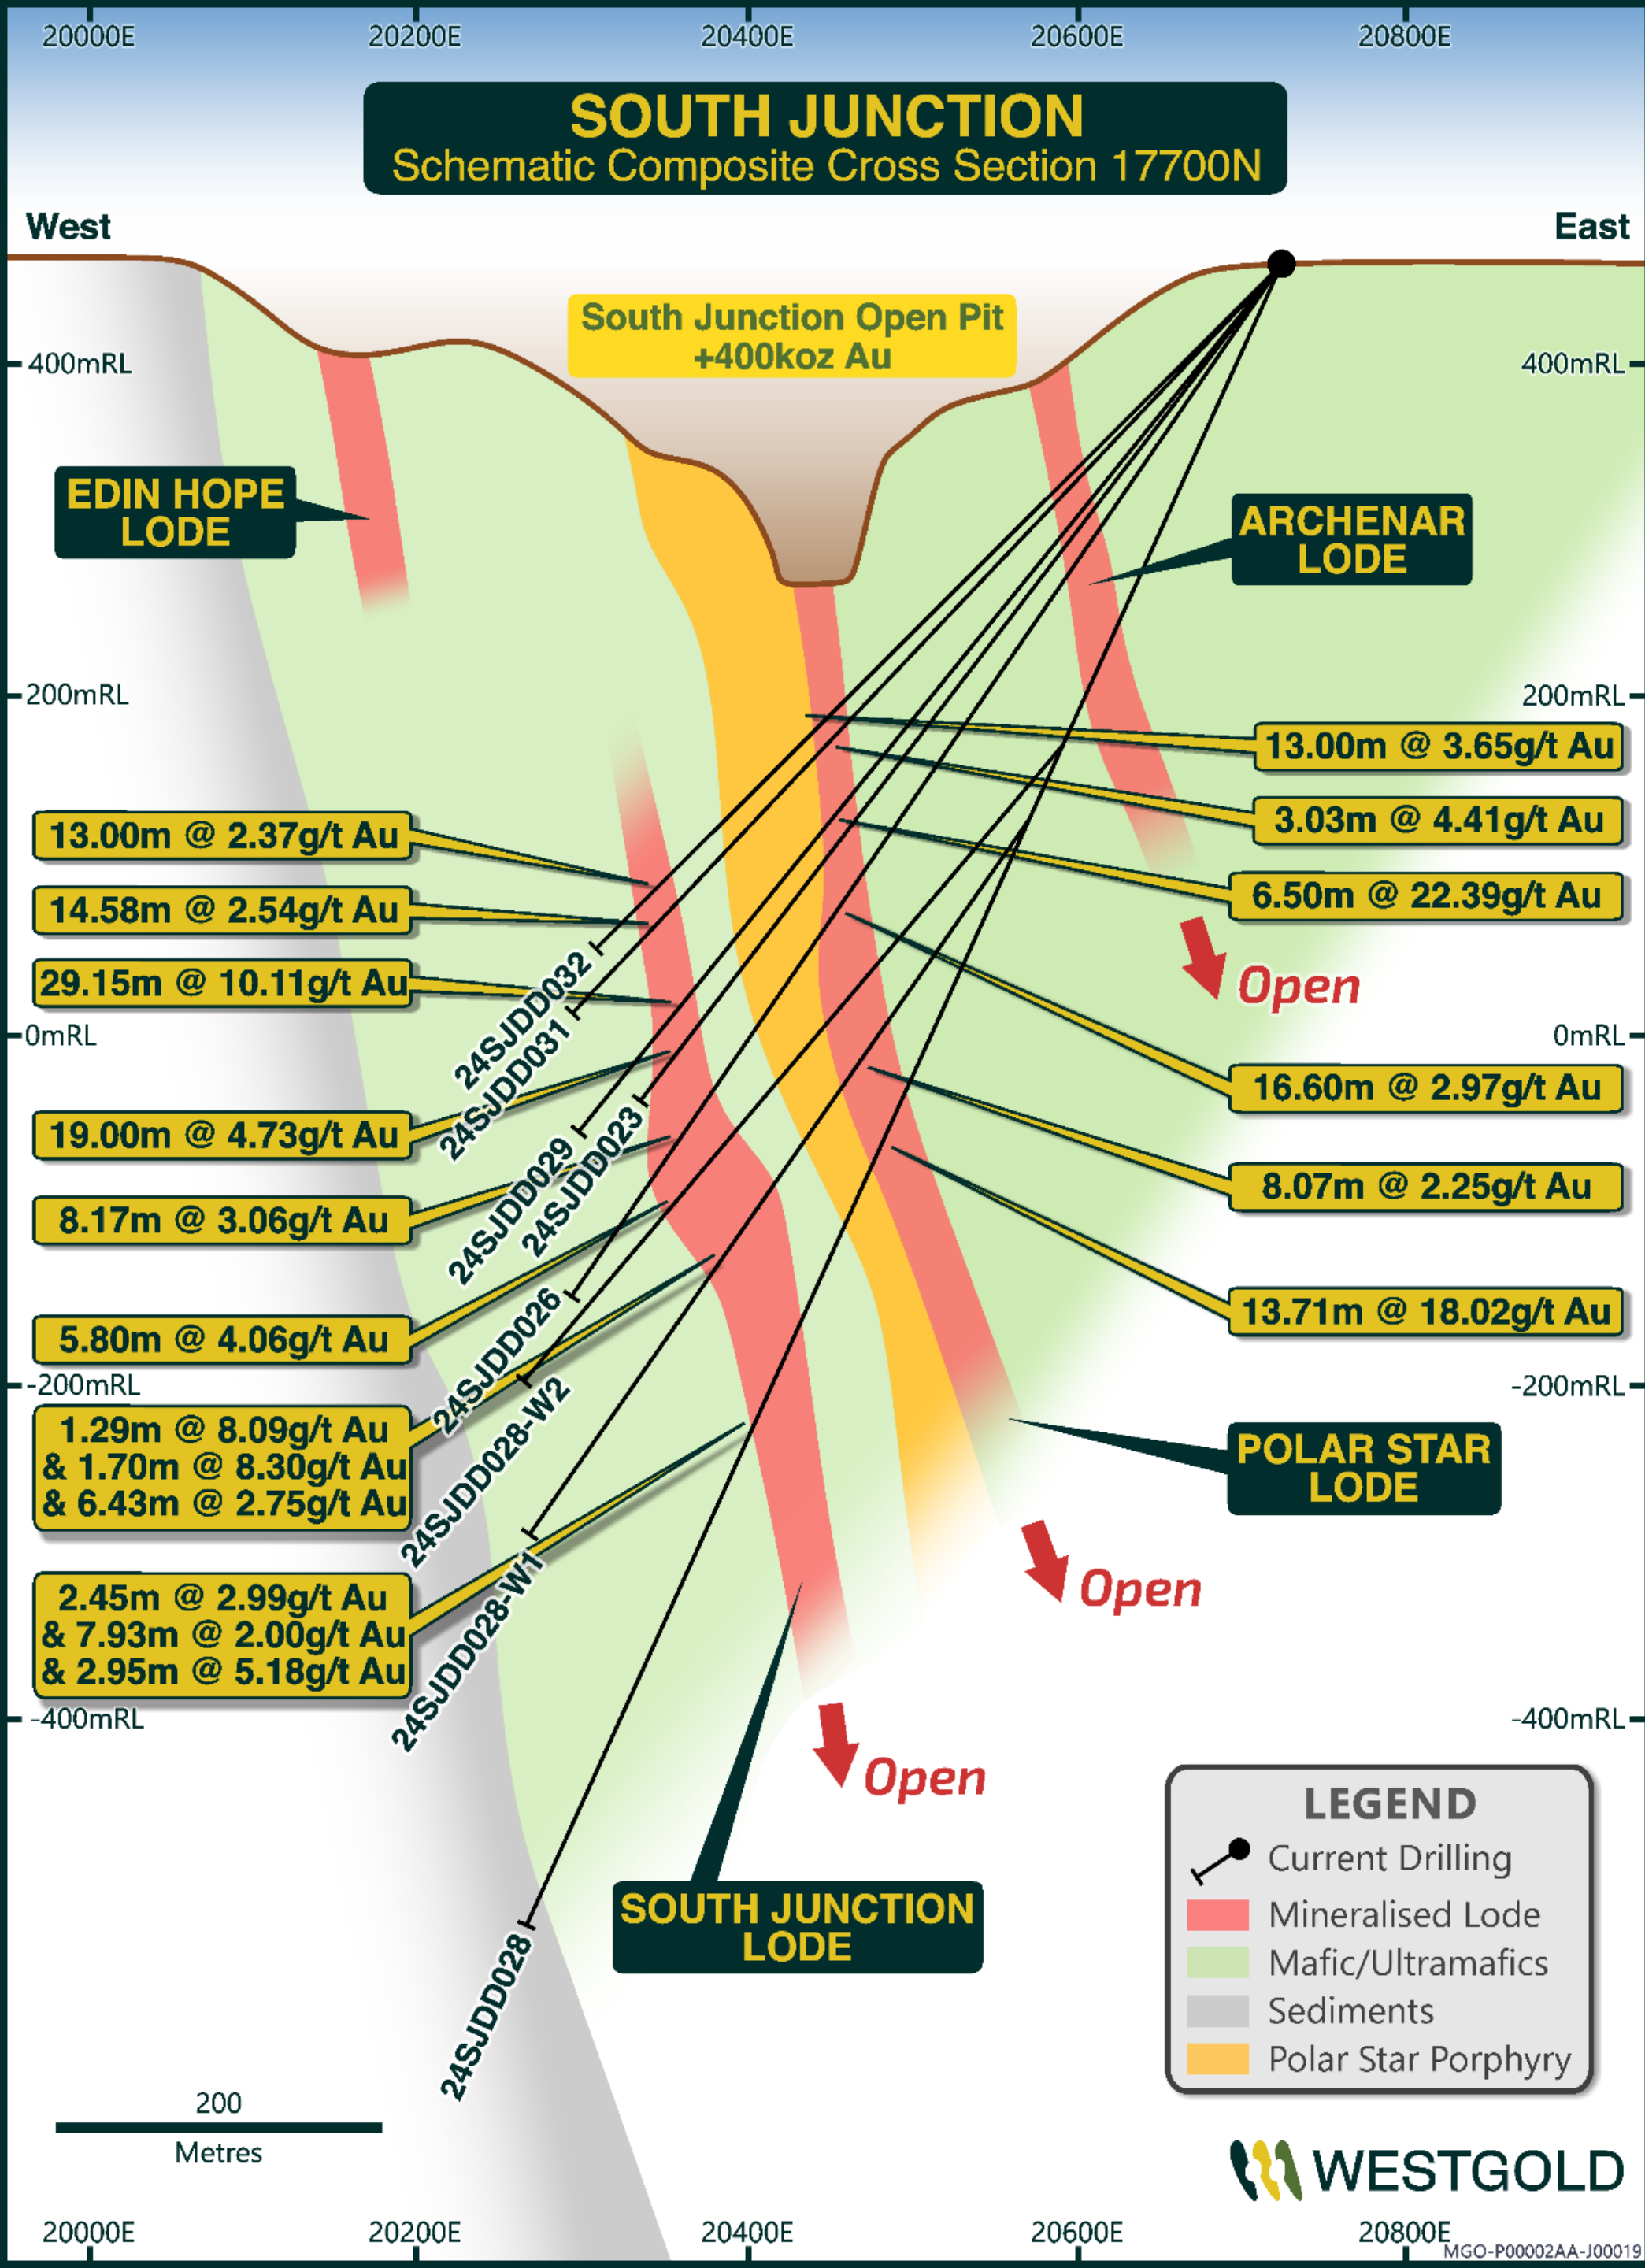 20000E 20200E 20400E 20600E 20800E
SOUTH JUNCTION
Schematic Composite Cross Section 17700N
West
East
South Junction Open Pit
+400koz Au
400mRL
400mRL
EDIN HOPE
LODE
ARCHENAR
LODE
200mRL
200mRL
13.00m @ 3.65g/t Au
3.03m @ 4.41g/t Au
6.50m @ 22.39g/t Au
13.00m @ 2.37g/t Au
14.58m @ 2.54g/t Au
29.15m @ 10.11g/t Au
Open
0mRL
0mRL
24SJDD032
24SJDD031
24SJDD029
24SJDD023
16.60m @ 2.97g/t Au
19.00m @ 4.73g/t Au
8.07m @ 2.25g/t Au
8.17m @ 3.06g/t Au
13.71m @ 18.02g/t Au
5.80m @ 4.06g/t Au
24SJDD026
-200mRL
-200mRL
1.29m @ 8.09g/t Au
& 1.70m @ 8.30g/t Au
& 6.43m @ 2.75g/t Au
24SJDD028-W2
POLAR STAR
LODE
Open
2.45m @ 2.99g/t Au
& 7.93m @ 2.00g/t Au
& 2.95m @ 5.18g/t Au
24SJDD028-W1
-400mRL
-400mRL
Open
SOUTH JUNCTION
LODE
24SJDD028
LEGEND
Current Drilling
Mineralised Lode
Mafic/Ultramafics
Sediments
Polar Star Porphyry
200
Metres
WESTGOLD
20000E 20200E 20400E 20600E 20800E
MGO-P00002AA-J00019